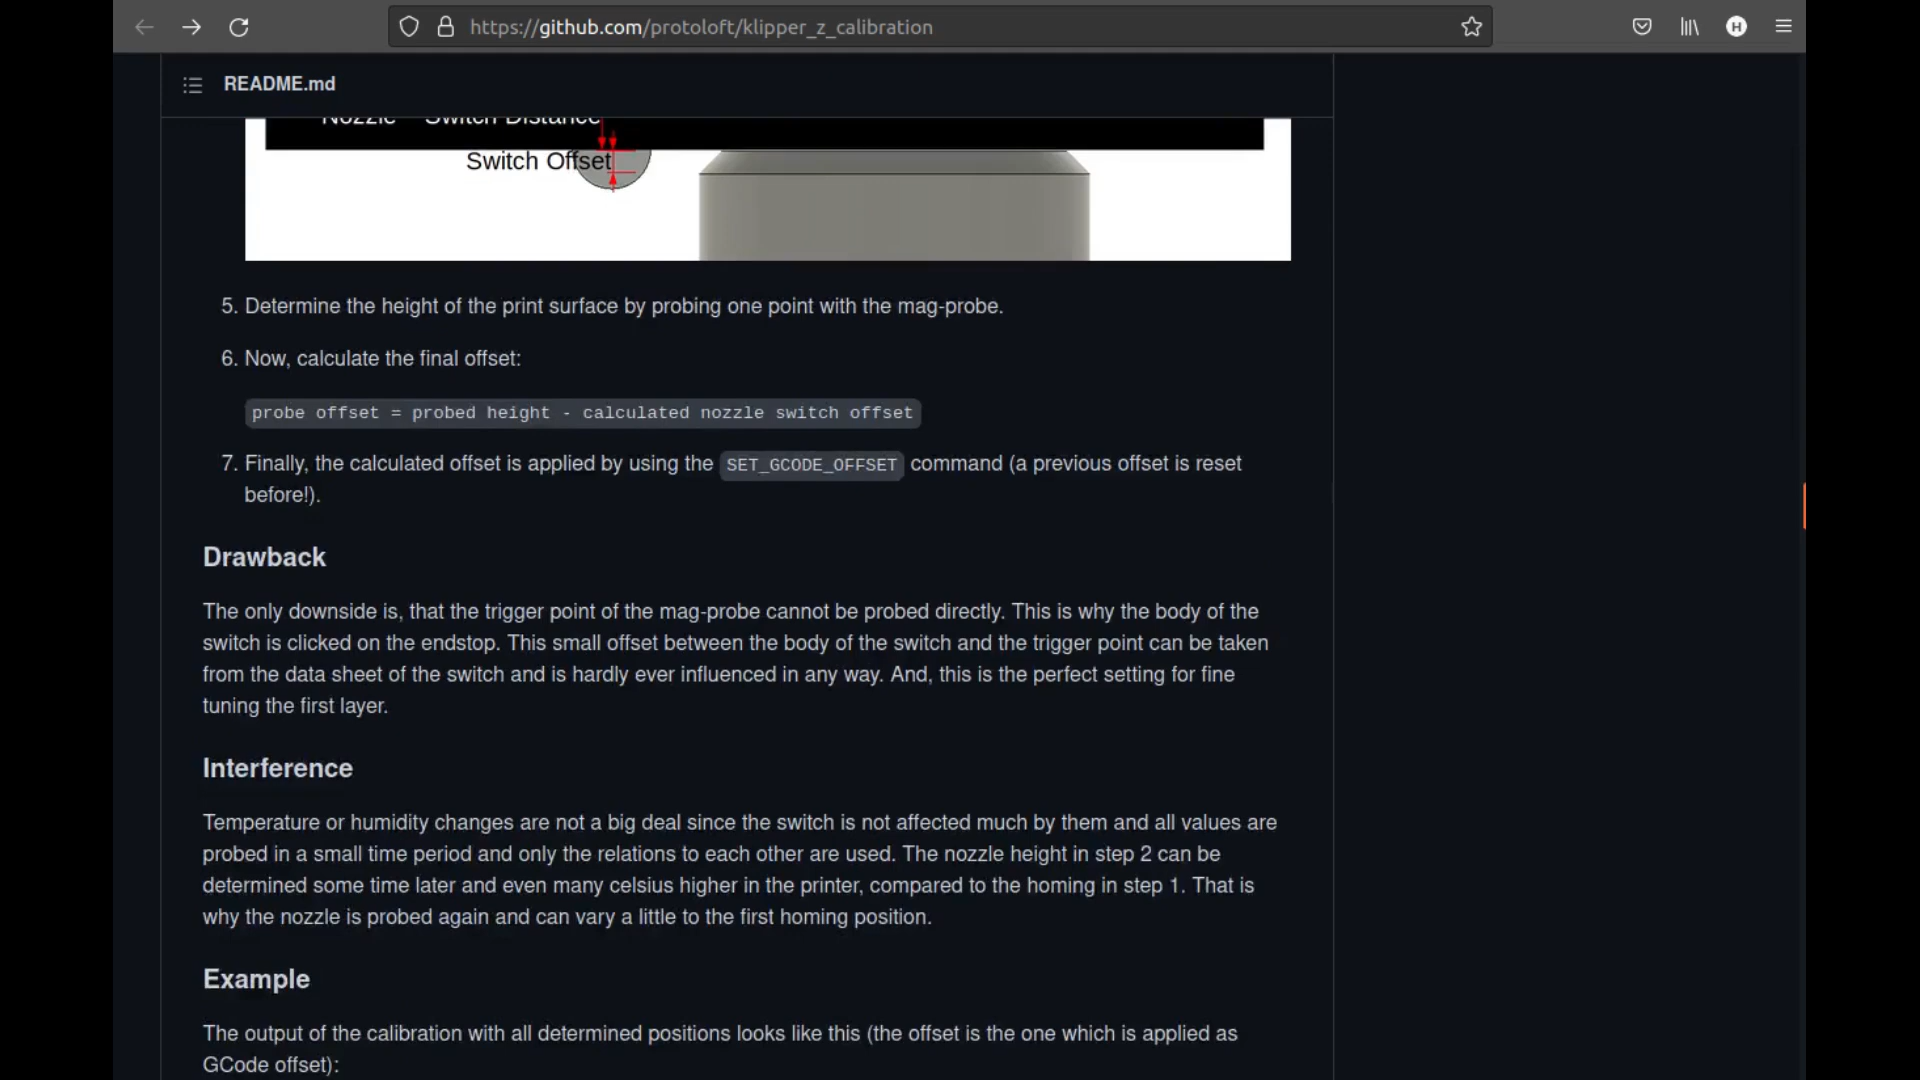 https://github.com/protoloft/klipper_z_calibration
H
README.md
Nozzle - Switch Distance
Switch Offset
5. Determine the height of the print surface by probing one point with the mag-probe.
6. Now, calculate the final offset:
probe offset = probed height - calculated nozzle switch offset
7. Finally, the calculated offset is applied by using the SET_GCODE_OFFSET command (a previous offset is reset
before!).
Drawback
The only downside is, that the trigger point of the mag-probe cannot be probed directly. This is why the body of the
switch is clicked on the endstop. This small offset between the body of the switch and the trigger point can be taken
from the data sheet of the switch and is hardly ever influenced in any way. And, this is the perfect setting for fine
tuning the first layer.
Interference
Temperature or humidity changes are not a big deal since the switch is not affected much by them and all values are
probed in a small time period and only the relations to each other are used. The nozzle height in step 2 can be
determined some time later and even many celsius higher in the printer, compared to the homing in step 1. That is
why the nozzle is probed again and can vary a little to the first homing position.
Example
The output of the calibration with all determined positions looks like this (the offset is the one which is applied as
GCode offset):